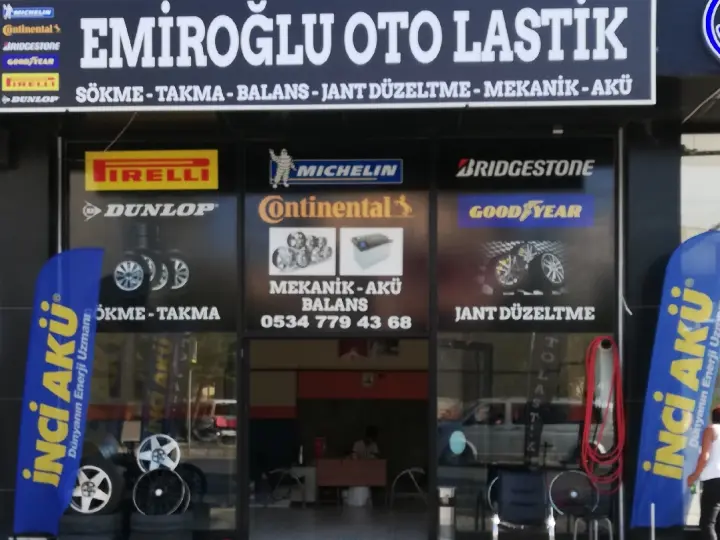 MICHELIN
Continental
BRIDGESTONE
GOODYEAR
PIRELLI
DUNLOP
EMİROĞLU OTO LASTİK
SÖKME - TAKMA - BALANS - JANT DÜZELTME - MEKANİK - AKÜ
PIRELLI
DUNLOP
ÖKME - TAKMA
MICHELIN
Continental
MEKANİK - AKÜ
BALANS
0534 779 43 68
BRIDGESTONE
GOODYEAR
JANT DÜZELTME
İNCİ AKÜ
Dünyanın Enerji Uzmanı
İNCİ AKÜ
Dünyanın Enerji Uzmanı